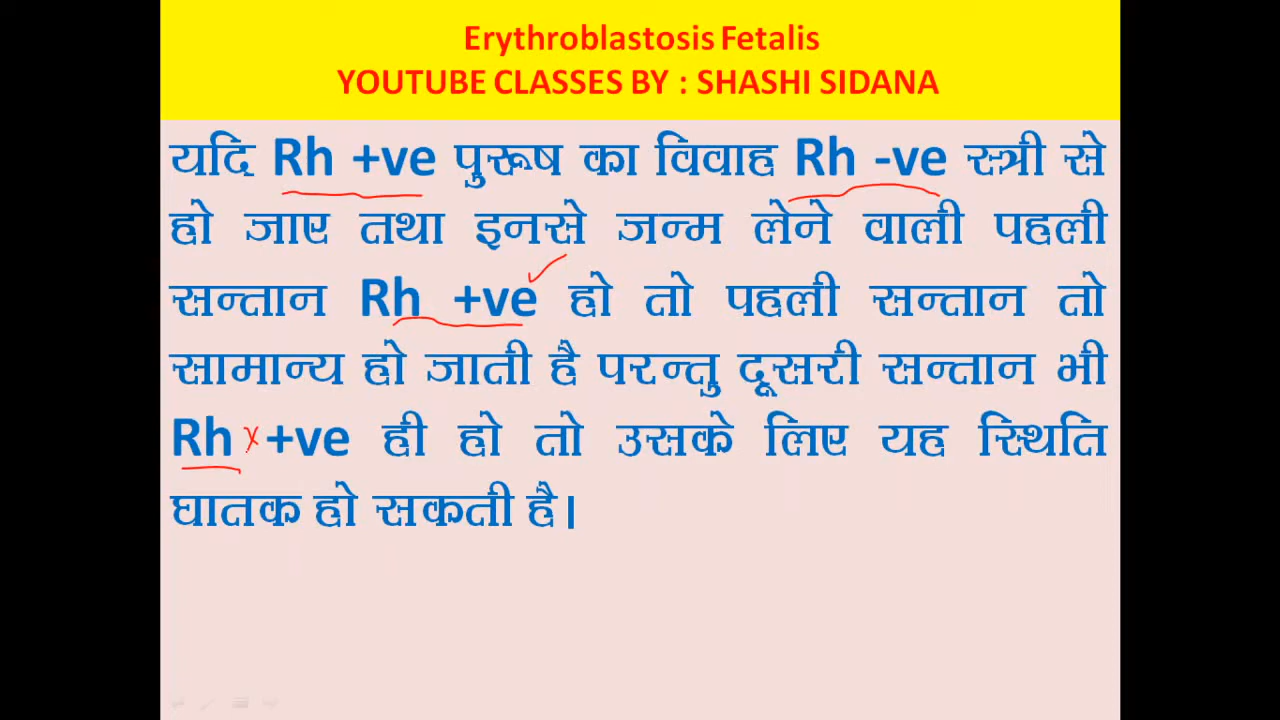 Erythroblastosis Fetalis
YOUTUBE CLASSES BY : SHASHI SIDANA
यदि Rh +ve पुरूष का विवाह Rh -ve स्त्री से
हो जाए तथा इनसे जन्म लेने वाली पहली
सन्तान Rh +ve हो तो पहली सन्तान तो
सामान्य हो जाती है परन्तु दूसरी सन्तान भी
Rh +ve ही हो तो उसके लिए यह स्थिति
घातक हो सकती है।